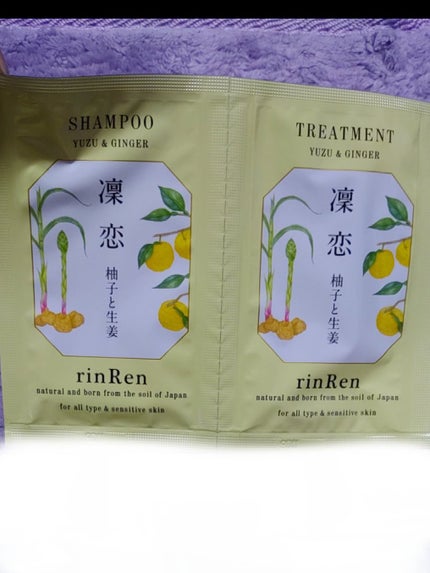 SHAMPOO
YUZU & GINGER
凜恋
柚子と生姜
rinRen
natural and born from the soil of Japan
for all type & sensitive skin
TREATMENT
YUZU & GINGER
凜恋
柚子と生姜
rinRen
natural and born from the soil of Japan
for all type & sensitive skin